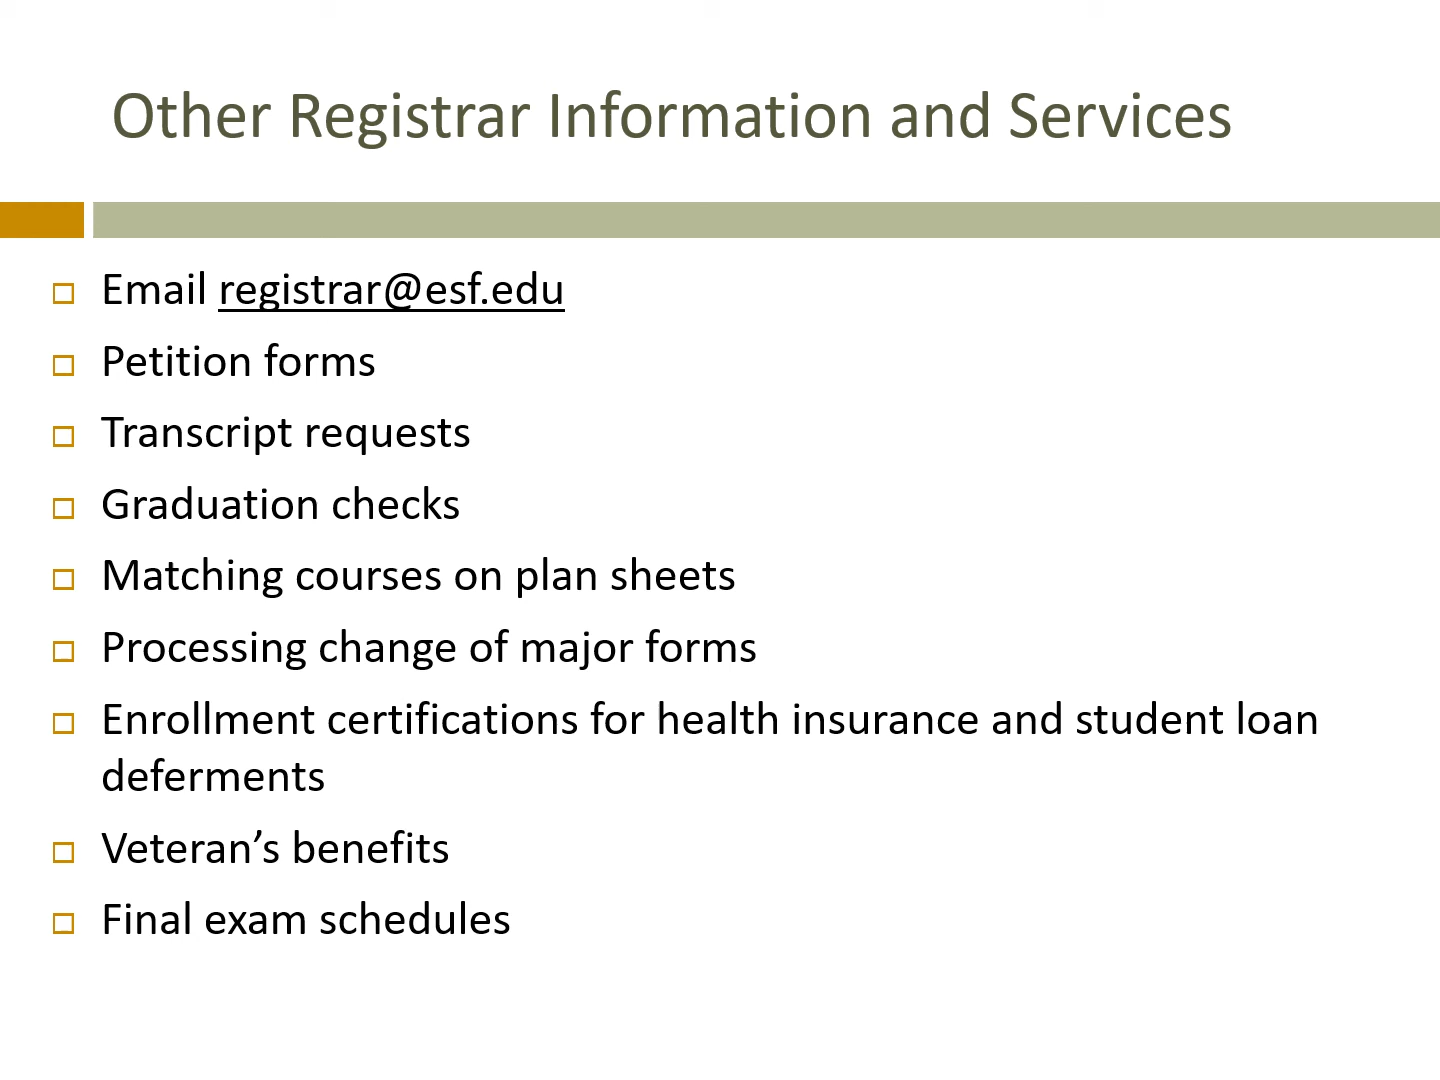 Other Registrar Information and Services
Email registrar@esf.edu
Petition forms
Transcript requests
Graduation checks
Matching courses on plan sheets
Processing change of major forms
Enrollment certifications for health insurance and student loan
deferments
Veteran’s benefits
Final exam schedules